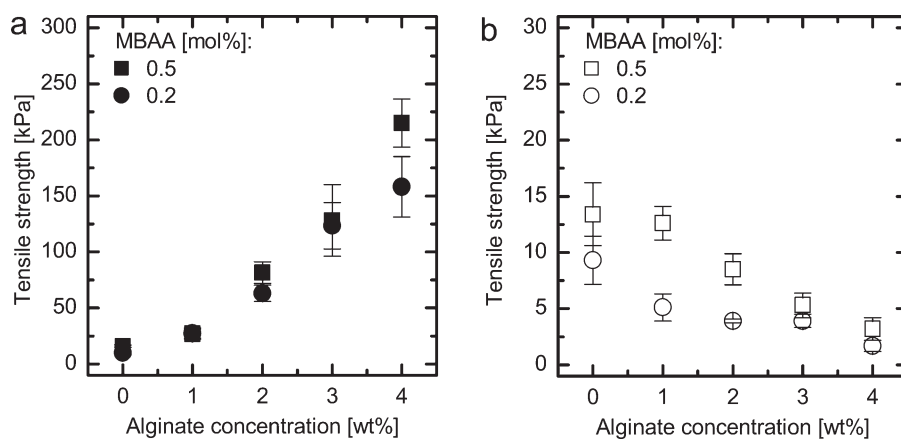 a
MBAA [mol%]:
0.5
0.2
300
250
200
150
100
50
0
Tensile strength [kPa]
0 1 2 3 4
Alginate concentration [wt%]
b
MBAA [mol%]:
0.5
0.2
30
25
20
15
10
5
0
Tensile strength [kPa]
0 1 2 3 4
Alginate concentration [wt%]